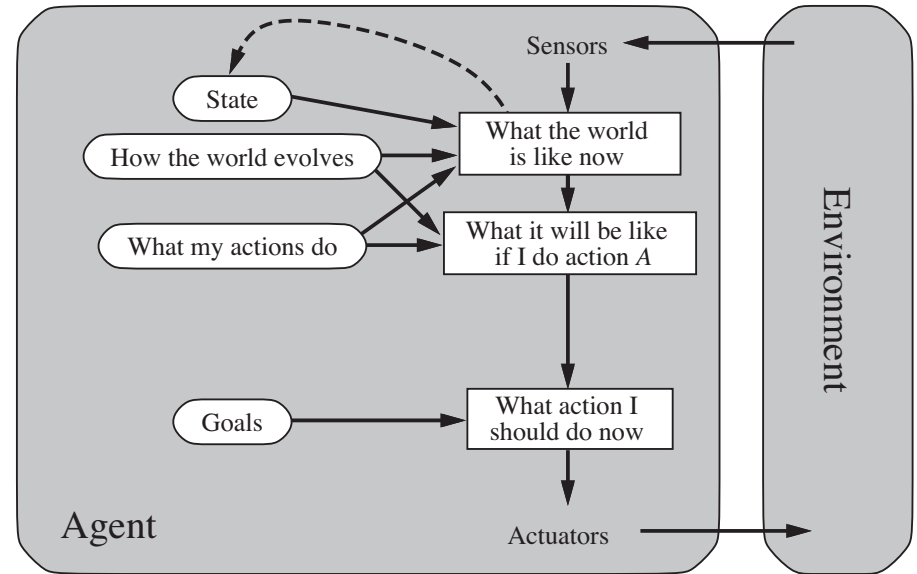 Sensors
State
What the world
is like now
How the world evolves
What it will be like
if I do action A
What my actions do
Environment
What action I
should do now
Goals
Agent
Actuators